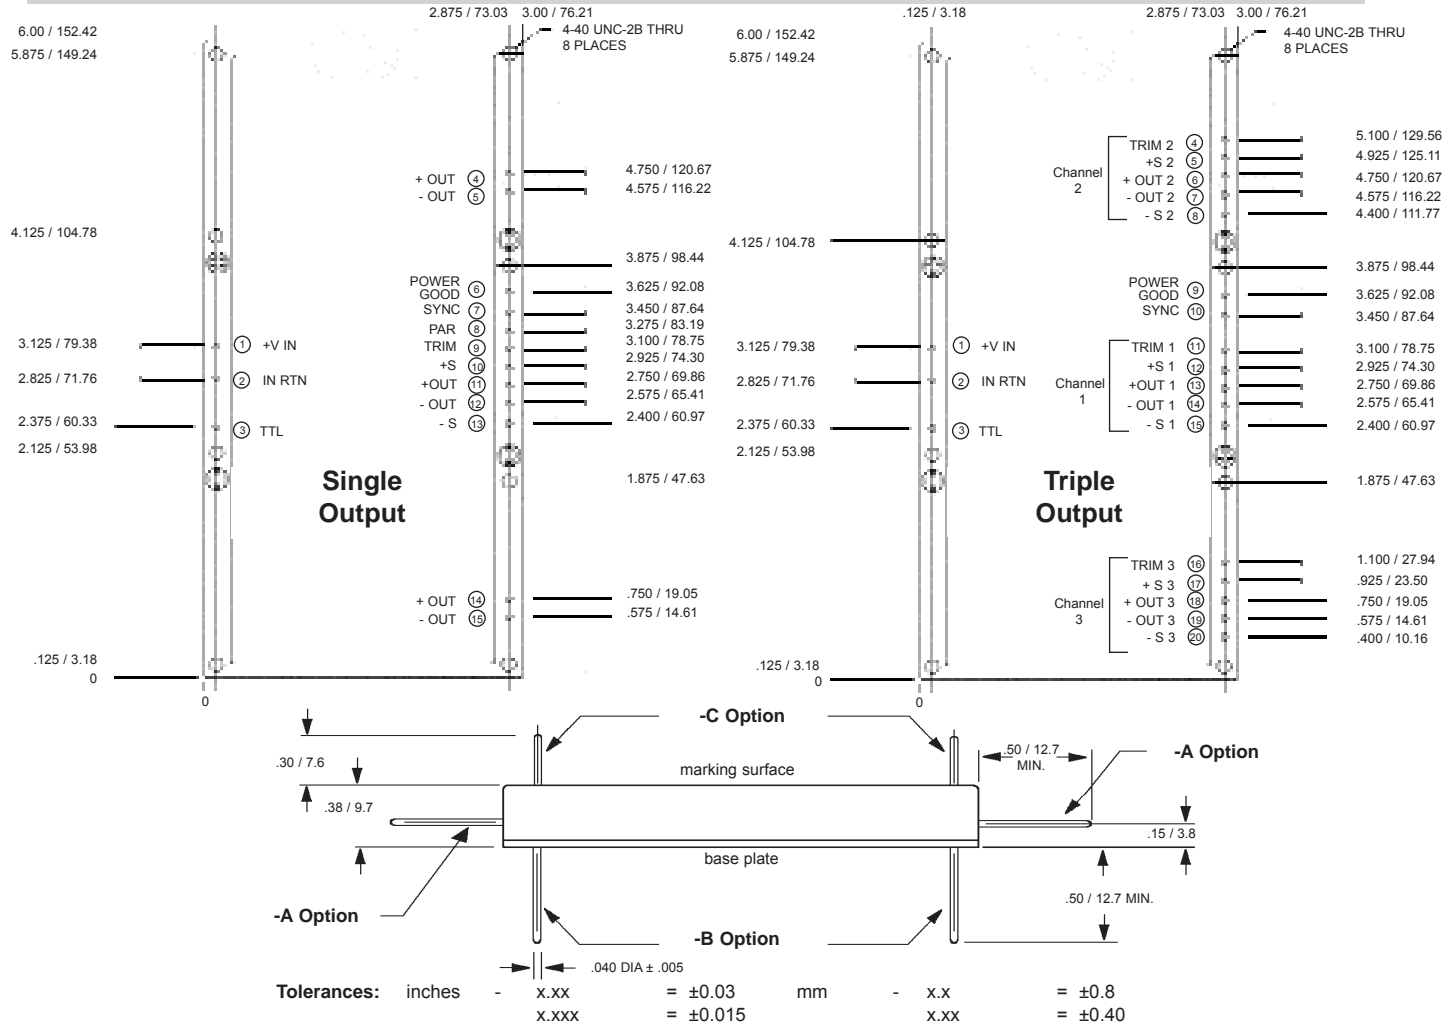 2.875 / 73.03 3.00 / 76.21
6.00 / 152.42
5.875 / 149.24
4-40 UNC-2B THRU
8 PLACES
+ OUT 4
- OUT 5
4.750 / 120.67
4.575 / 116.22
4.125 / 104.78
3.875 / 98.44
POWER
GOOD 6
SYNC 7
PAR 8
TRIM 9
+S 10
+OUT 11
- OUT 12
- S 13
3.625 / 92.08
3.450 / 87.64
3.275 / 83.19
3.100 / 78.75
2.925 / 74.30
2.750 / 69.86
2.575 / 65.41
2.400 / 60.97
3.125 / 79.38
1 +V IN
2.825 / 71.76
2 IN RTN
2.375 / 60.33
3 TTL
2.125 / 53.98
1.875 / 47.63
Single
Output
+ OUT 14
- OUT 15
.750 / 19.05
.575 / 14.61
.125 / 3.18
0
0
.125 / 3.18
2.875 / 73.03 3.00 / 76.21
6.00 / 152.42
5.875 / 149.24
4-40 UNC-2B THRU
8 PLACES
Channel
2
TRIM 2 4
+S 2 5
+ OUT 2 6
- OUT 2 7
- S 2 8
5.100 / 129.56
4.925 / 125.11
4.750 / 120.67
4.575 / 116.22
4.400 / 111.77
4.125 / 104.78
3.875 / 98.44
POWER
GOOD 9
SYNC 10
3.625 / 92.08
3.450 / 87.64
Channel
1
TRIM 1 11
+S 1 12
+OUT 1 13
- OUT 1 14
- S 1 15
3.100 / 78.75
2.925 / 74.30
2.750 / 69.86
2.575 / 65.41
2.400 / 60.97
3.125 / 79.38
1 +V IN
2.825 / 71.76
2 IN RTN
2.375 / 60.33
3 TTL
2.125 / 53.98
1.875 / 47.63
Triple
Output
Channel
3
TRIM 3 16
+ S 3 17
+ OUT 3 18
- OUT 3 19
- S 3 20
1.100 / 27.94
.925 / 23.50
.750 / 19.05
.575 / 14.61
.400 / 10.16
.125 / 3.18
0
0
-C Option
.30 / 7.6
marking surface
.50 / 12.7
MIN.
-A Option
.38 / 9.7
.15 / 3.8
base plate
-A Option
.50 / 12.7 MIN.
-B Option
.040 DIA ± .005
Tolerances: inches - x.xx = ±0.03 mm - x.x = ±0.8
x.xxx = ±0.015 x.xx = ±0.40